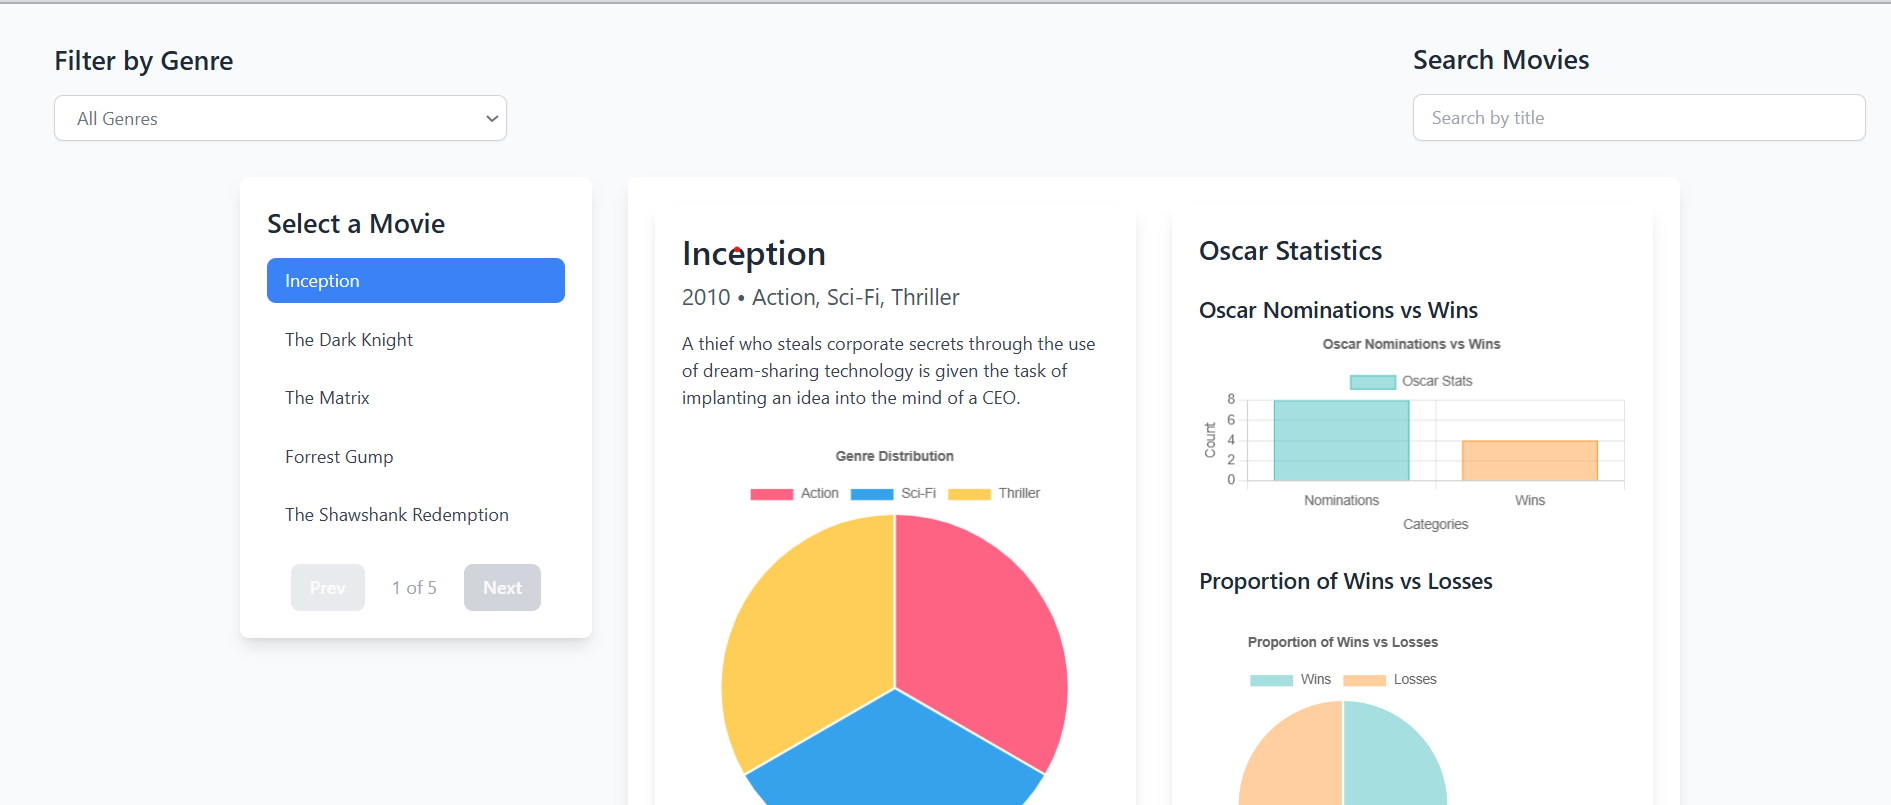 Filter by Genre
All Genres
Search Movies
Search by title
Select a Movie
Inception
The Dark Knight
The Matrix
Forrest Gump
The Shawshank Redemption
Prev 1 of 5 Next
Inception
2010 • Action, Sci-Fi, Thriller
A thief who steals corporate secrets through the use
of dream-sharing technology is given the task of
implanting an idea into the mind of a CEO.
Genre Distribution
Action Sci-Fi Thriller
Oscar Statistics
Oscar Nominations vs Wins
Oscar Nominations vs Wins
Oscar Stats
Count
8
6
4
2
0
Nominations Wins
Categories
Proportion of Wins vs Losses
Proportion of Wins vs Losses
Wins Losses